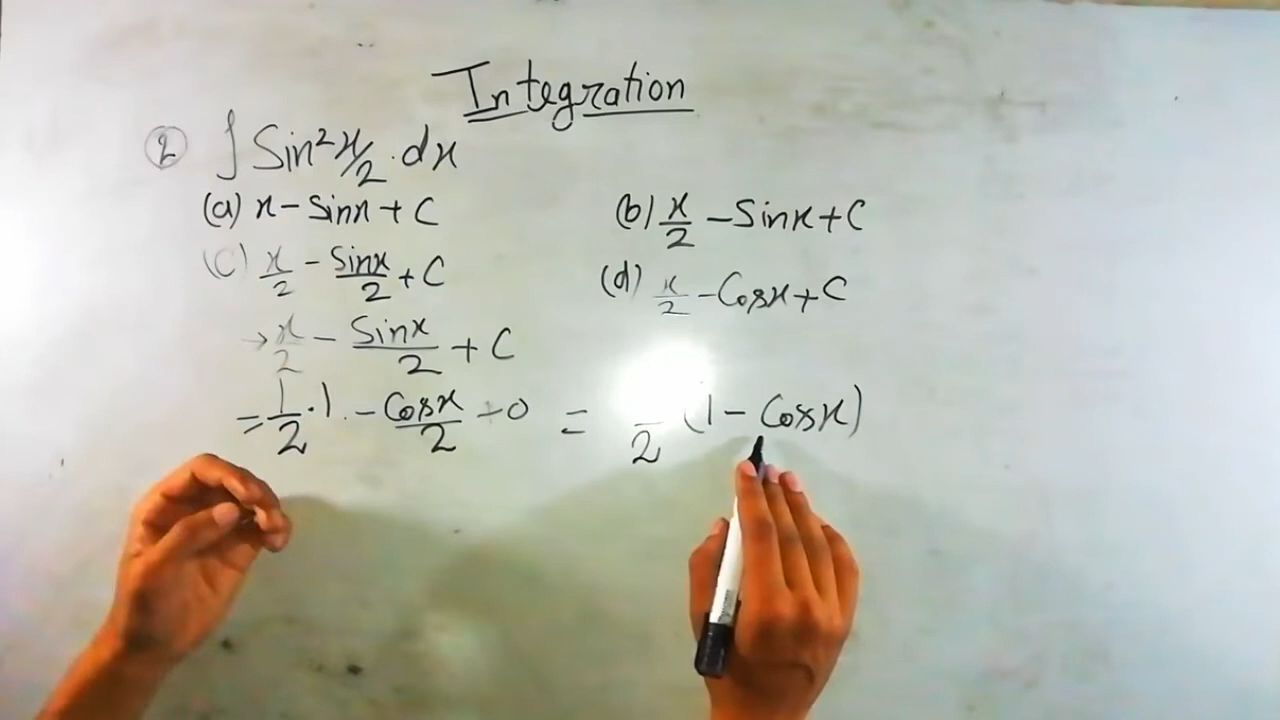 Integration
② ∫ Sin²x/2 . dx
(a) x - Sinx + C (b) x/2 - Sinx + C
(c) x/2 - Sinx/2 + C (d) x/2 - Cosx + C
→ x/2 - Sinx/2 + C
= 1/2 . 1 . - Cosx/2 + 0 = /2 (1 - Cosx)